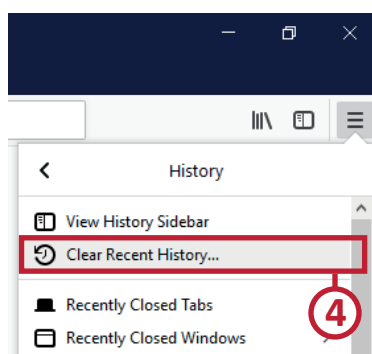 History
View History Sidebar
Clear Recent History...
4
Recently Closed Tabs
Recently Closed Windows